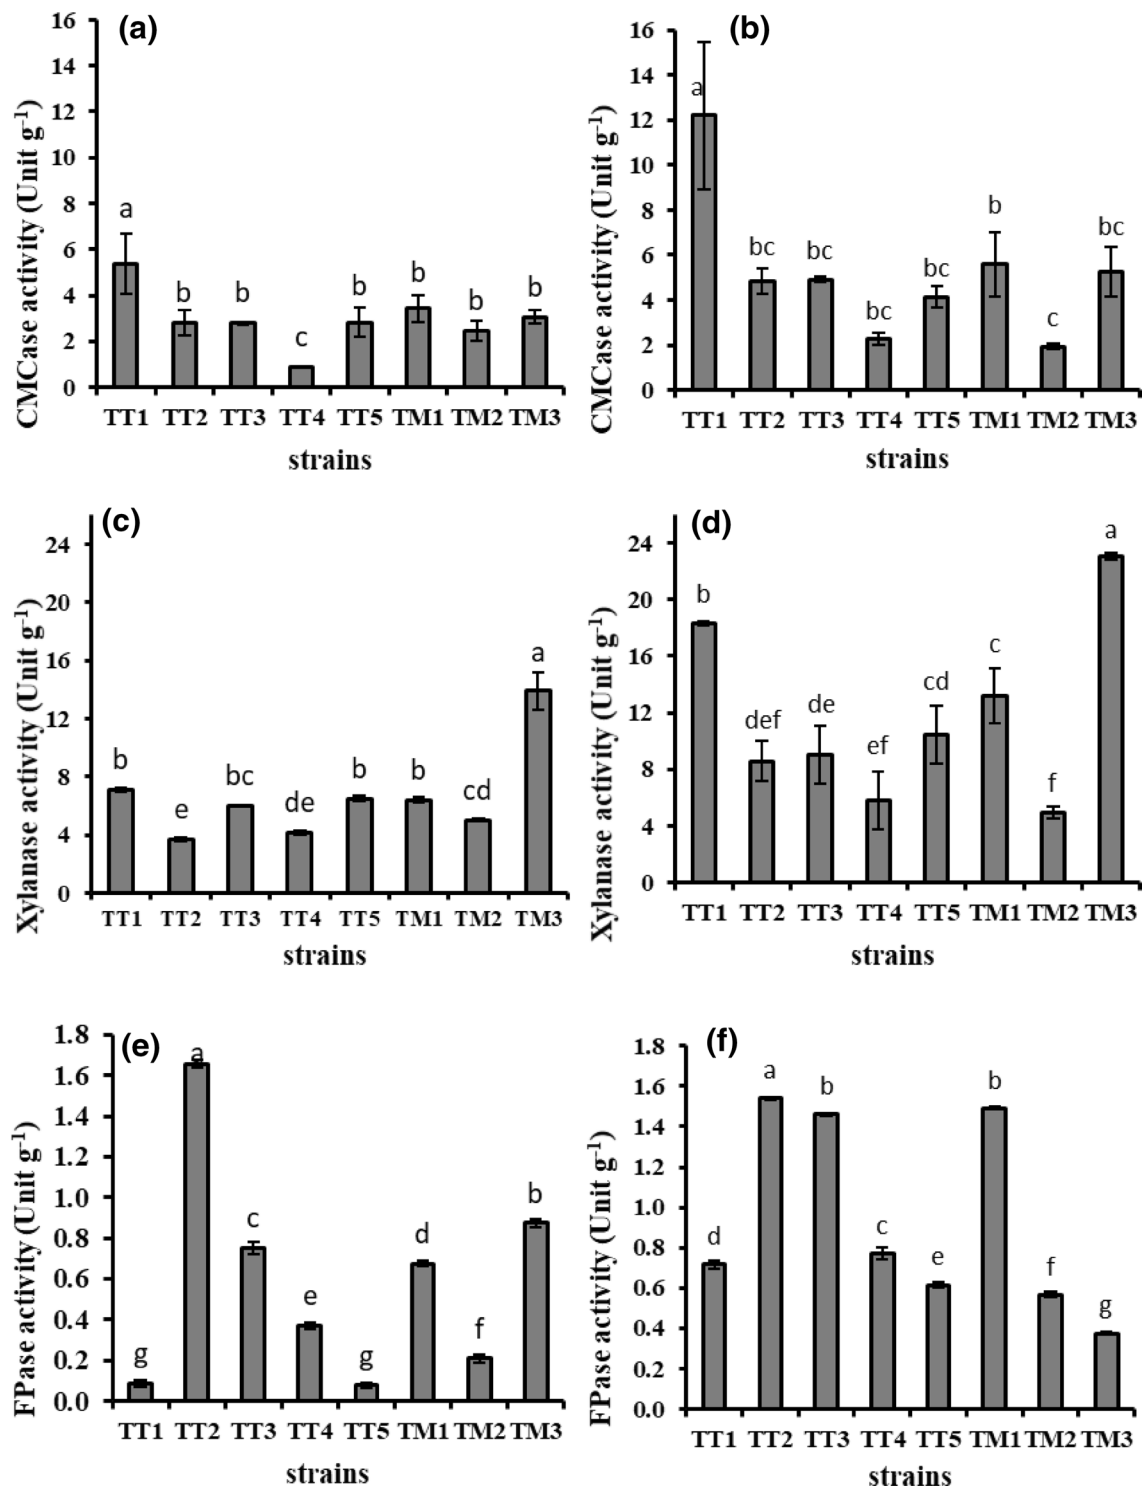 (a)
CMCase activity (Unit g⁻¹)
16
14
12
10
8
6
4
2
0
a
b
b
c
b
b
b
b
TT1 TT2 TT3 TT4 TT5 TM1 TM2 TM3
strains
(b)
CMCase activity (Unit g⁻¹)
16
14
12
10
8
6
4
2
0
a
bc
bc
bc
bc
b
c
bc
TT1 TT2 TT3 TT4 TT5 TM1 TM2 TM3
strains
(c)
Xylanase activity (Unit g⁻¹)
24
20
16
12
8
4
0
b
e
bc
de
b
b
cd
a
TT1 TT2 TT3 TT4 TT5 TM1 TM2 TM3
strains
(d)
Xylanase activity (Unit g⁻¹)
24
20
16
12
8
4
0
b
def
de
ef
cd
c
f
a
TT1 TT2 TT3 TT4 TT5 TM1 TM2 TM3
strains
(e)
FPase activity (Unit g⁻¹)
1.8
1.6
1.4
1.2
1.0
0.8
0.6
0.4
0.2
0.0
g
a
c
e
g
d
f
b
TT1 TT2 TT3 TT4 TT5 TM1 TM2 TM3
strains
(f)
FPase activity (Unit g⁻¹)
1.8
1.6
1.4
1.2
1.0
0.8
0.6
0.4
0.2
0.0
d
a
b
c
e
b
f
g
TT1 TT2 TT3 TT4 TT5 TM1 TM2 TM3
strains